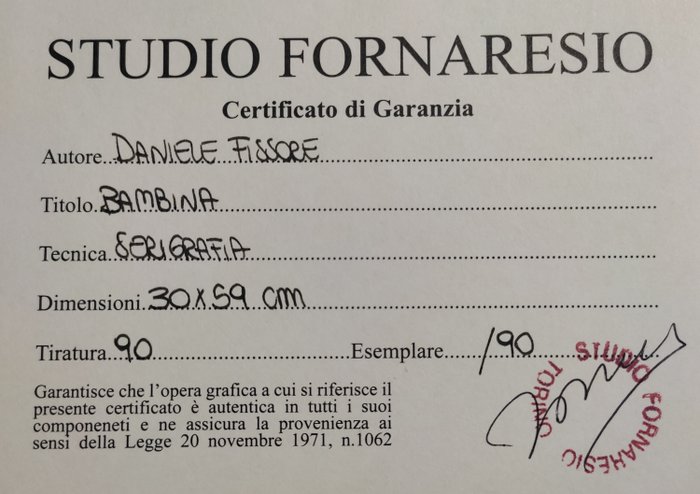 STUDIO FORNARESIO
Certificato di Garanzia
Autore DANIELE FISSORE
Titolo BAMBINA
Tecnica SERIGRAFIA
Dimensioni 30x59 cm
Tiratura 90 Esemplare /90
Garantisce che l'opera grafica a cui si riferisce il
presente certificato è autentica in tutti i suoi
componeneti e ne assicura la provenienza ai
sensi della Legge 20 novembre 1971, n.1062
STUDIO FORNARESIO
TORINO